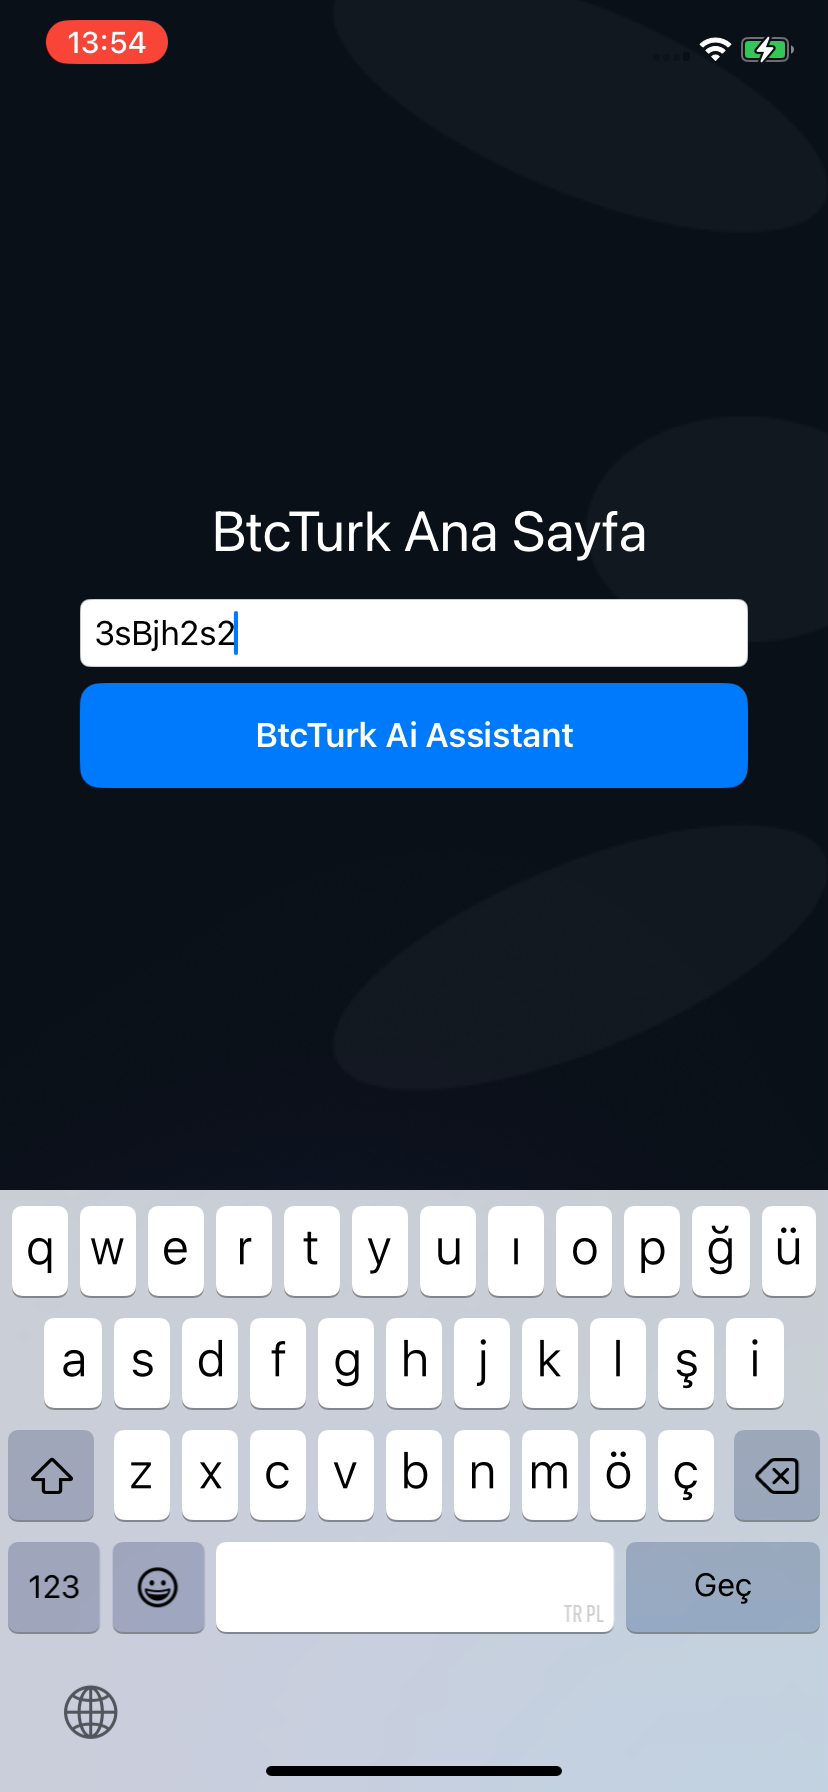 13:54
BtcTurk Ana Sayfa
3sBjh2s2
BtcTurk Ai Assistant
q w e r t y u ı o p ğ ü
a s d f g h j k l ş i
z x c v b n m ö ç
123
TR PL
Geç